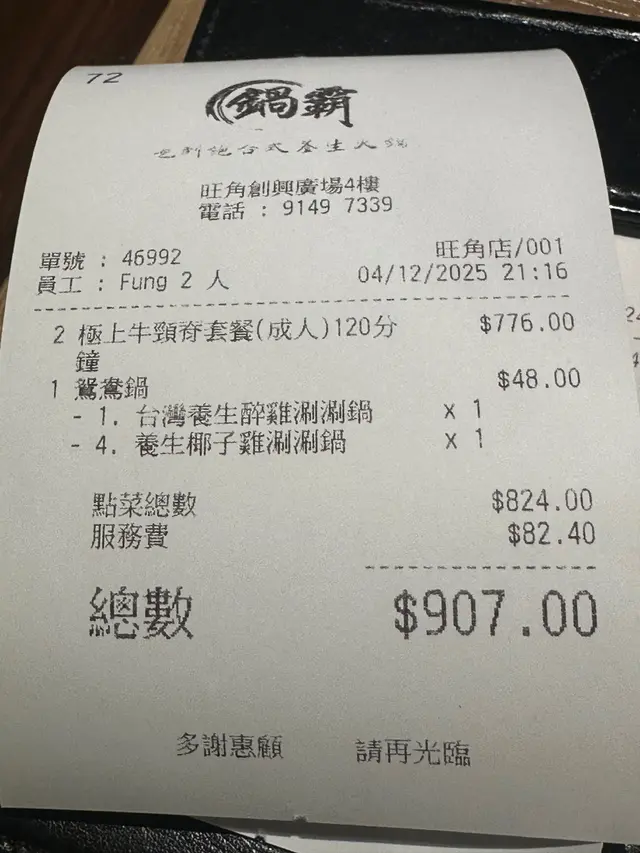 72
鍋霸
旺角創興廣場4樓
電話 : 9149 7339
單號 : 46992 旺角店/001
員工 : Fung 2 人 04/12/2025 21:16
2 極上牛頸脊套餐(成人)120分 $776.00
鐘
1 鴛鴦鍋 $48.00
- 1. 台灣養生醉雞涮涮鍋 x 1
- 4. 養生椰子雞涮涮鍋 x 1
點菜總數 $824.00
服務費 $82.40
總數 $907.00
多謝惠顧 請再光臨